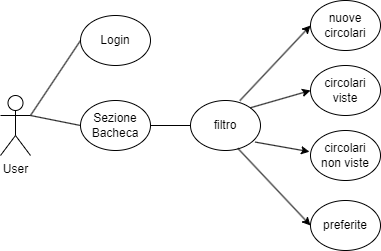 Login
User
Sezione
Bacheca
filtro
nuove
circolari
circolari
viste
circolari
non viste
preferite